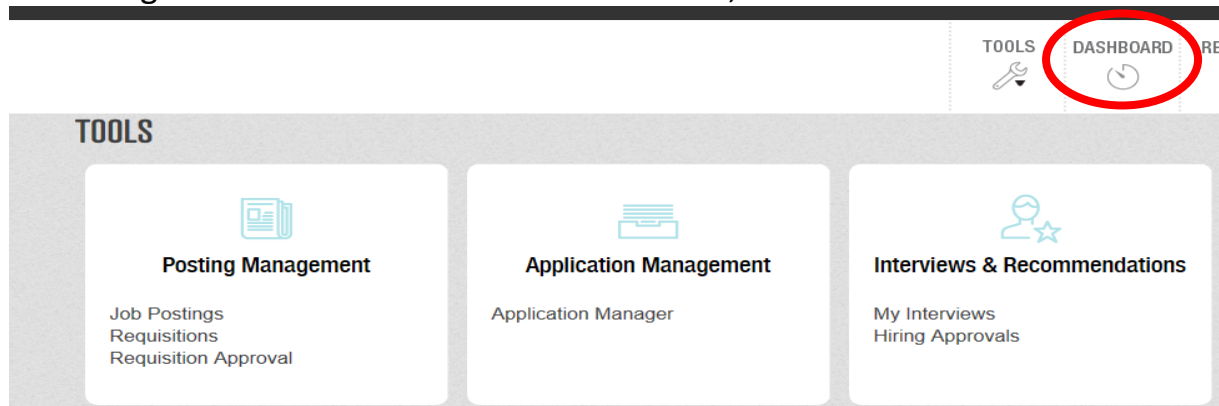 TOOLS DASHBOARD RE
TOOLS
Posting Management
Job Postings
Requisitions
Requisition Approval
Application Management
Application Manager
Interviews & Recommendations
My Interviews
Hiring Approvals